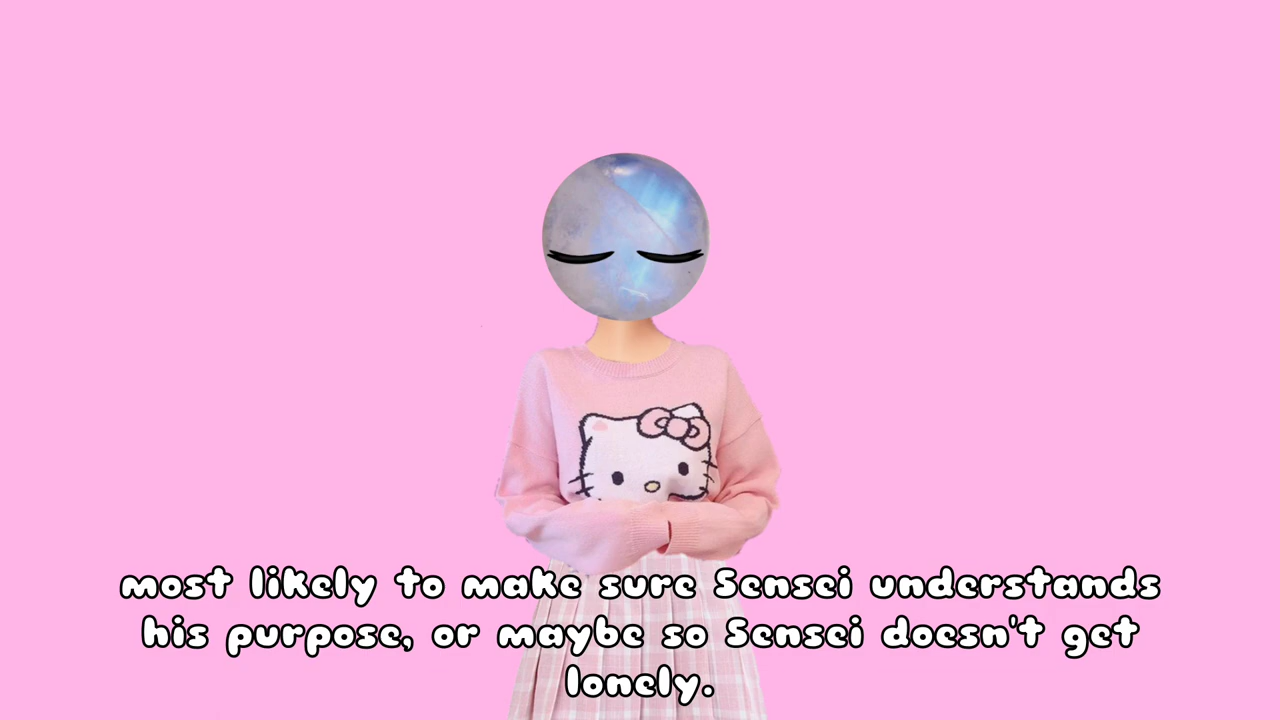 most likely to make sure Sensei understands
his purpose, or maybe so Sensei doesn't get
lonely.